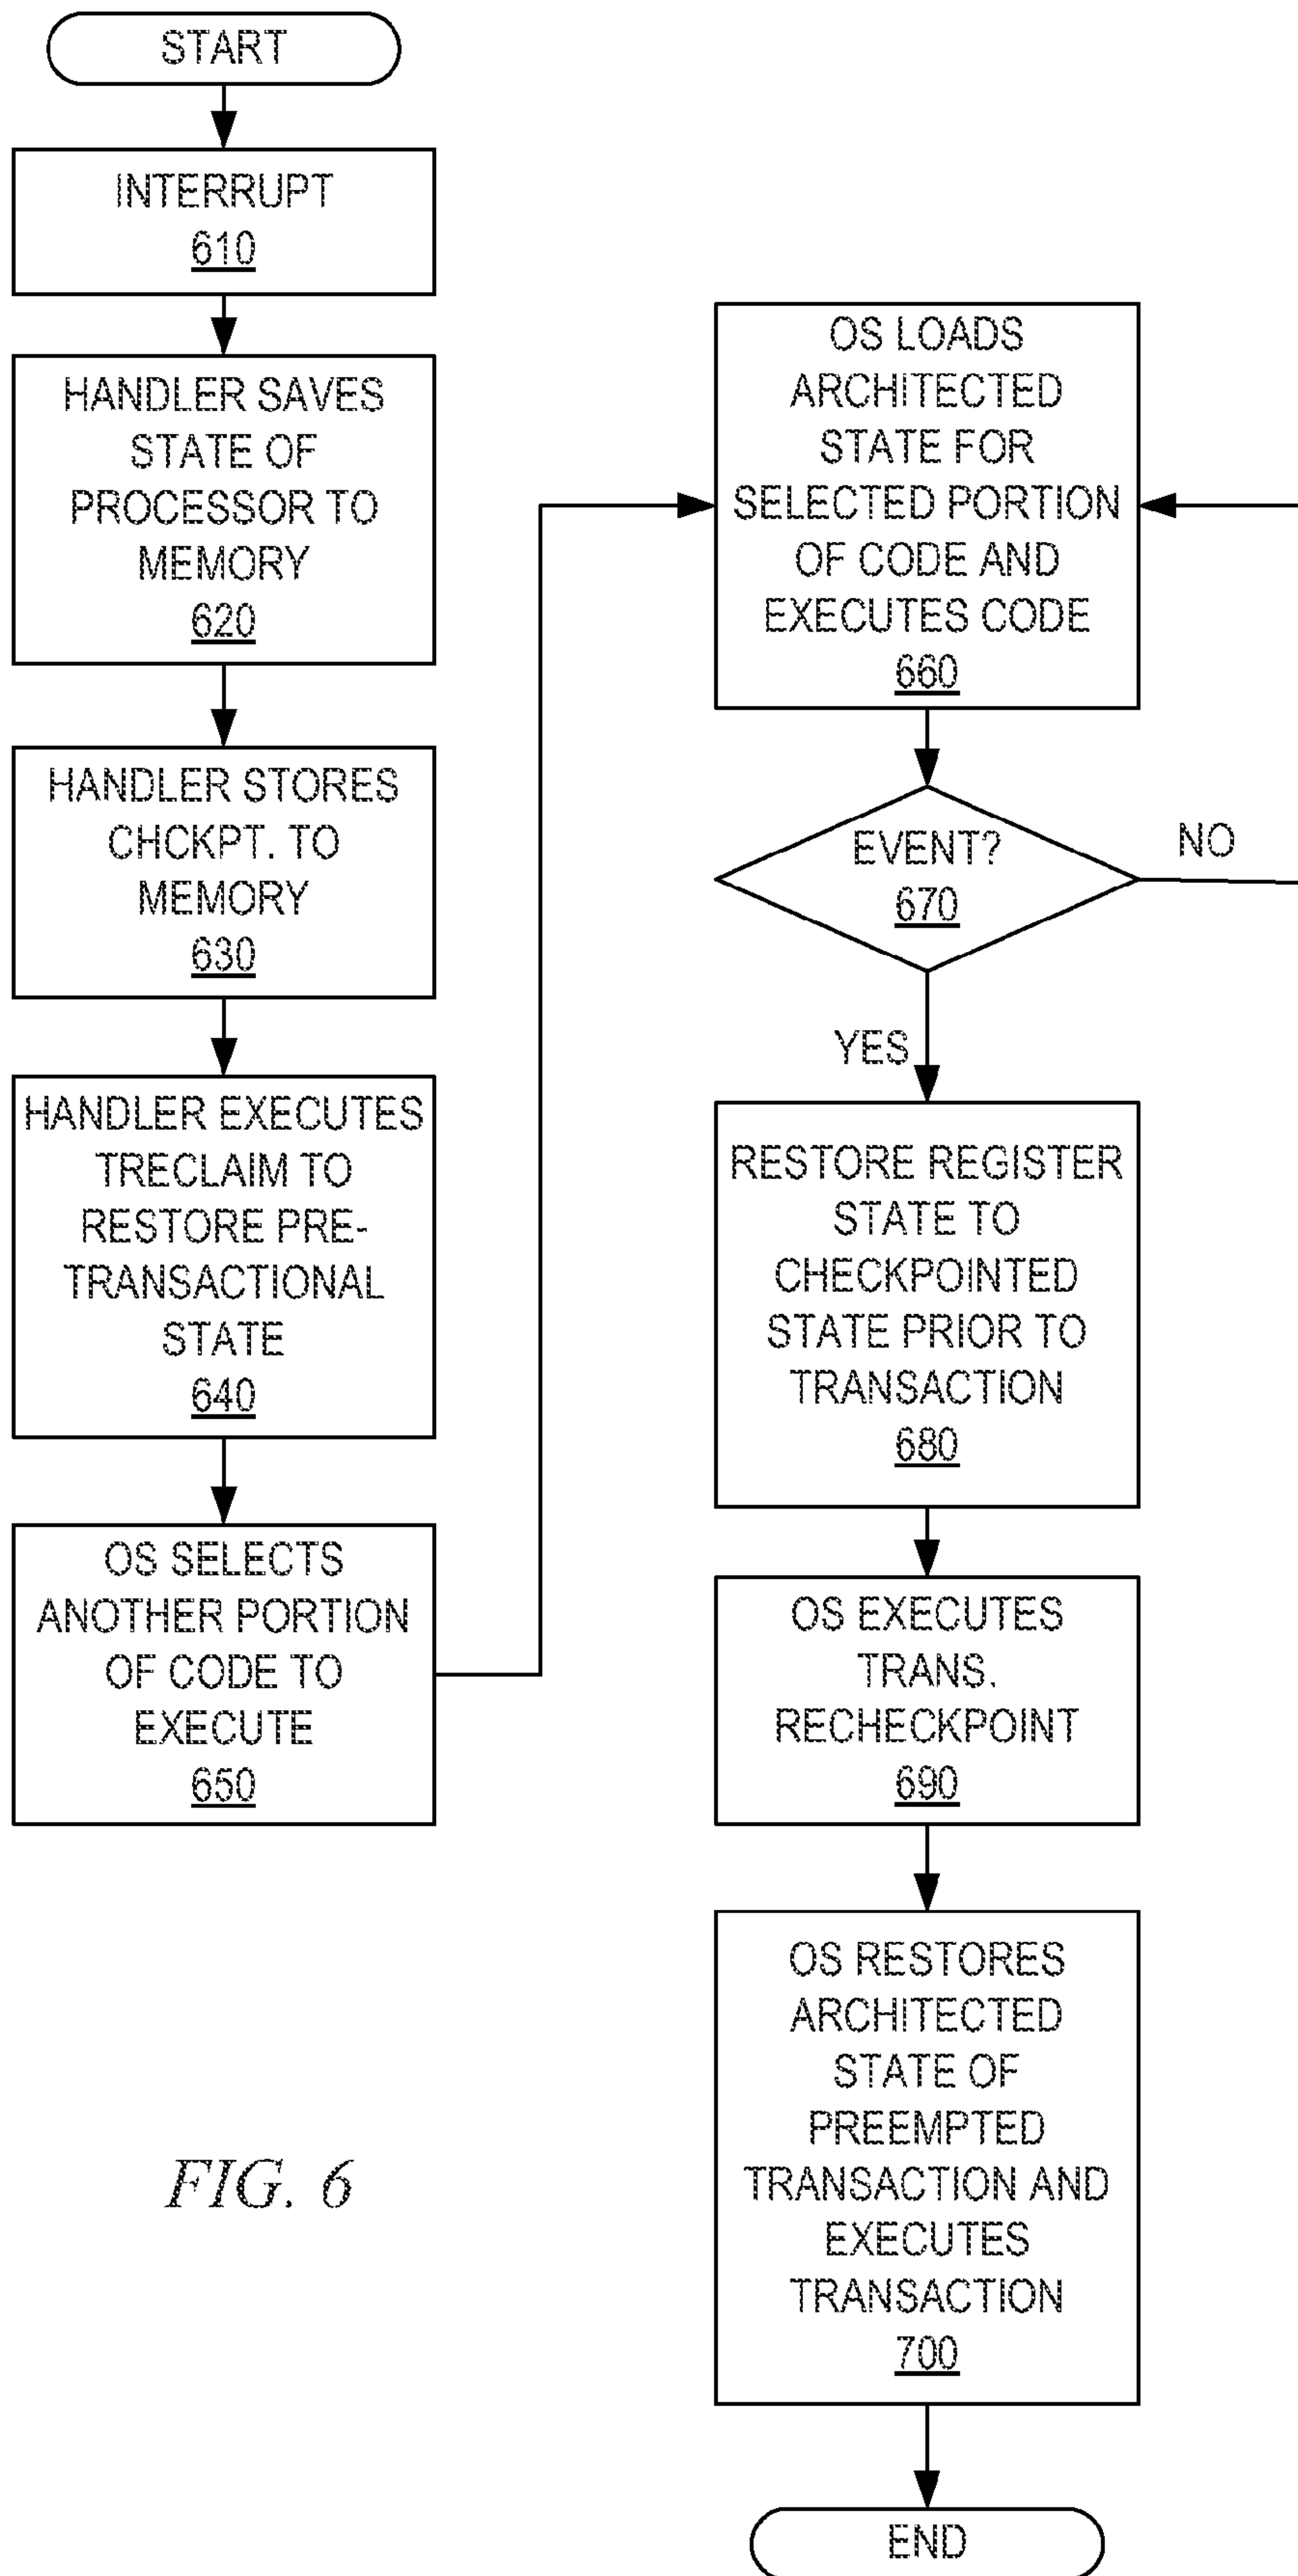 START
INTERRUPT
610
HANDLER SAVES
STATE OF
PROCESSOR TO
MEMORY
620
HANDLER STORES
CHCKPT. TO
MEMORY
630
HANDLER EXECUTES
TRECLAIM TO
RESTORE PRE-
TRANSACTIONAL
STATE
640
OS SELECTS
ANOTHER PORTION
OF CODE TO
EXECUTE
650
OS LOADS
ARCHITECTED
STATE FOR
SELECTED PORTION
OF CODE AND
EXECUTES CODE
660
EVENT?
670
NO
YES
RESTORE REGISTER
STATE TO
CHECKPOINTED
STATE PRIOR TO
TRANSACTION
680
OS EXECUTES
TRANS.
RECHECKPOINT
690
OS RESTORES
ARCHITECTED
STATE OF
PREEMPTED
TRANSACTION AND
EXECUTES
TRANSACTION
700
END
FIG. 6